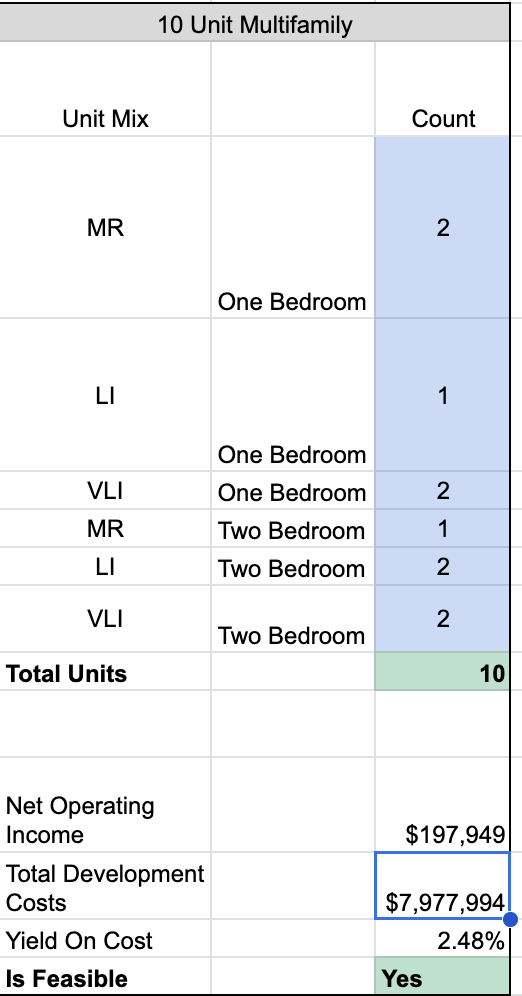 10 Unit Multifamily
Unit Mix Count
MR One Bedroom 2
LI One Bedroom 1
VLI One Bedroom 2
MR Two Bedroom 1
LI Two Bedroom 2
VLI Two Bedroom 2
Total Units 10
Net Operating
Income $197,949
Total Development
Costs $7,977,994
Yield On Cost 2.48%
Is Feasible Yes